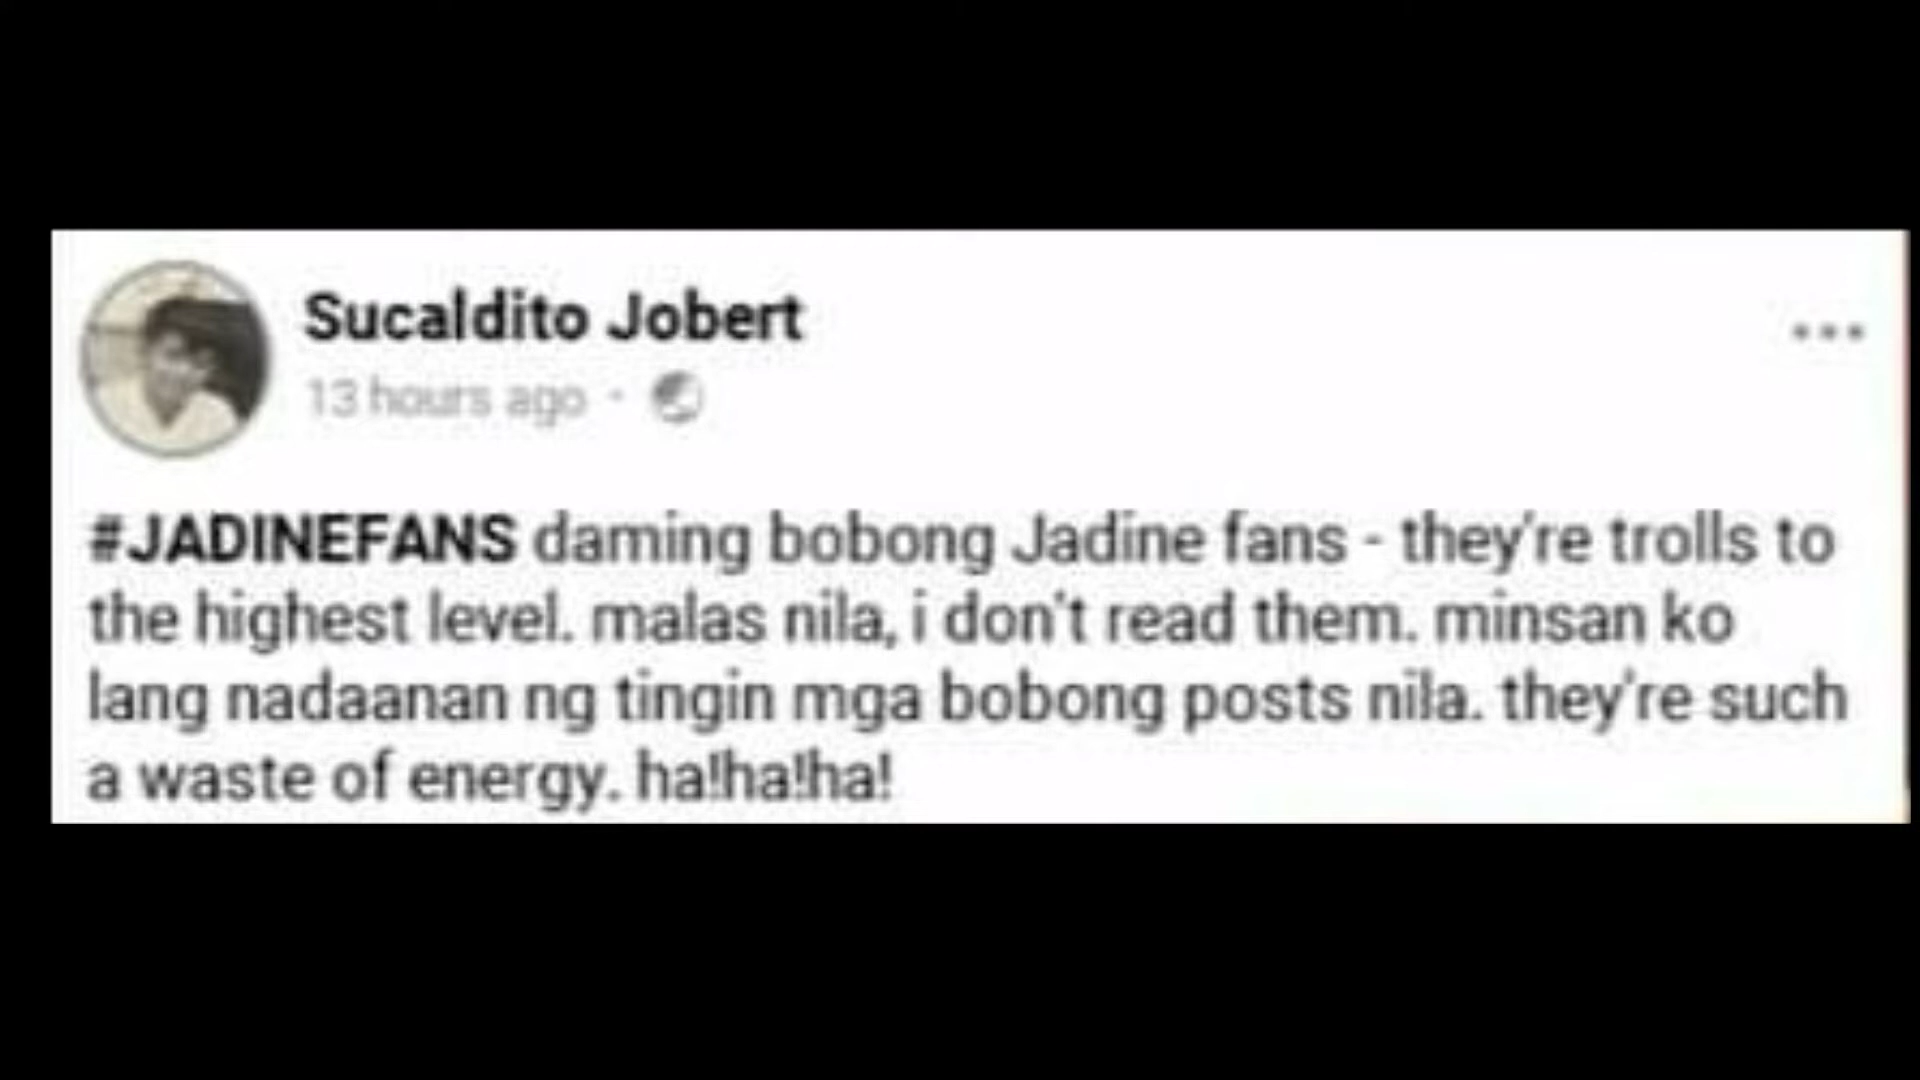 Sucaldito Jobert
13 hours ago ·
#JADINEFANS daming bobong Jadine fans - they're trolls to
the highest level. malas nila, i don't read them. minsan ko
lang nadaanan ng tingin mga bobong posts nila. they're such
a waste of energy. ha!ha!ha!